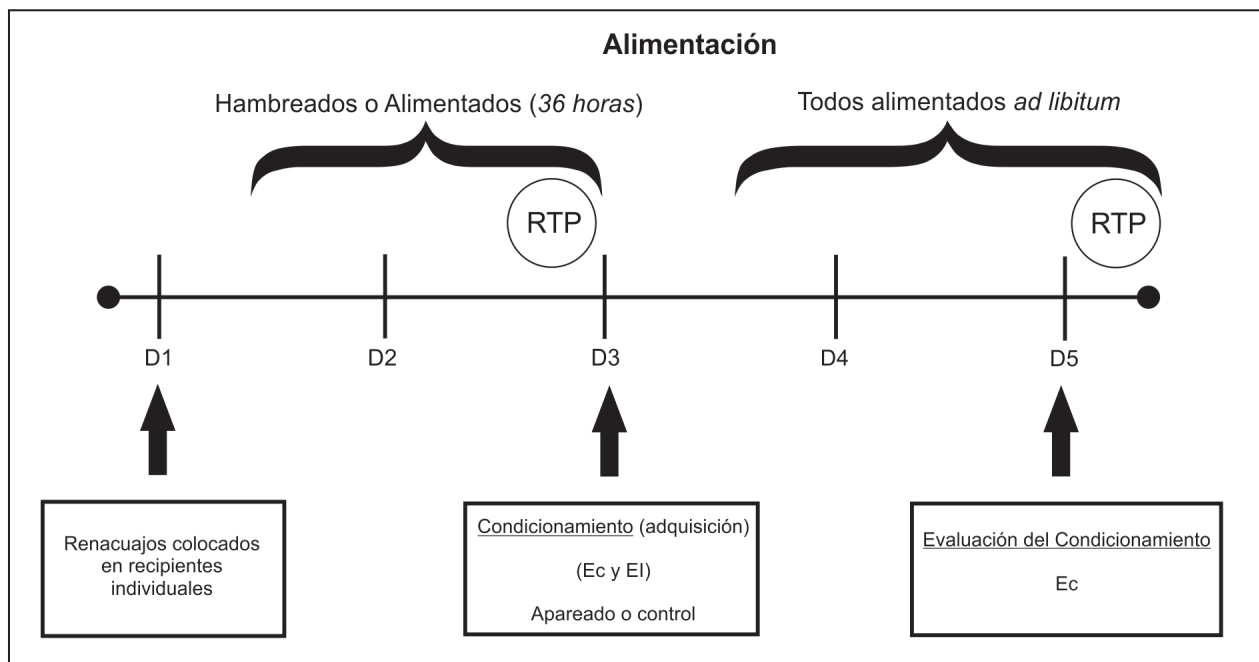 Alimentación
Hambreados o Alimentados (36 horas)
Todos alimentados ad libitum
RTP
RTP
D1
D2
D3
D4
D5
Renacuajos colocados
en recipientes
individuales
Condicionamiento (adquisición)
(Ec y EI)
Apareado o control
Evaluación del Condicionamiento
Ec